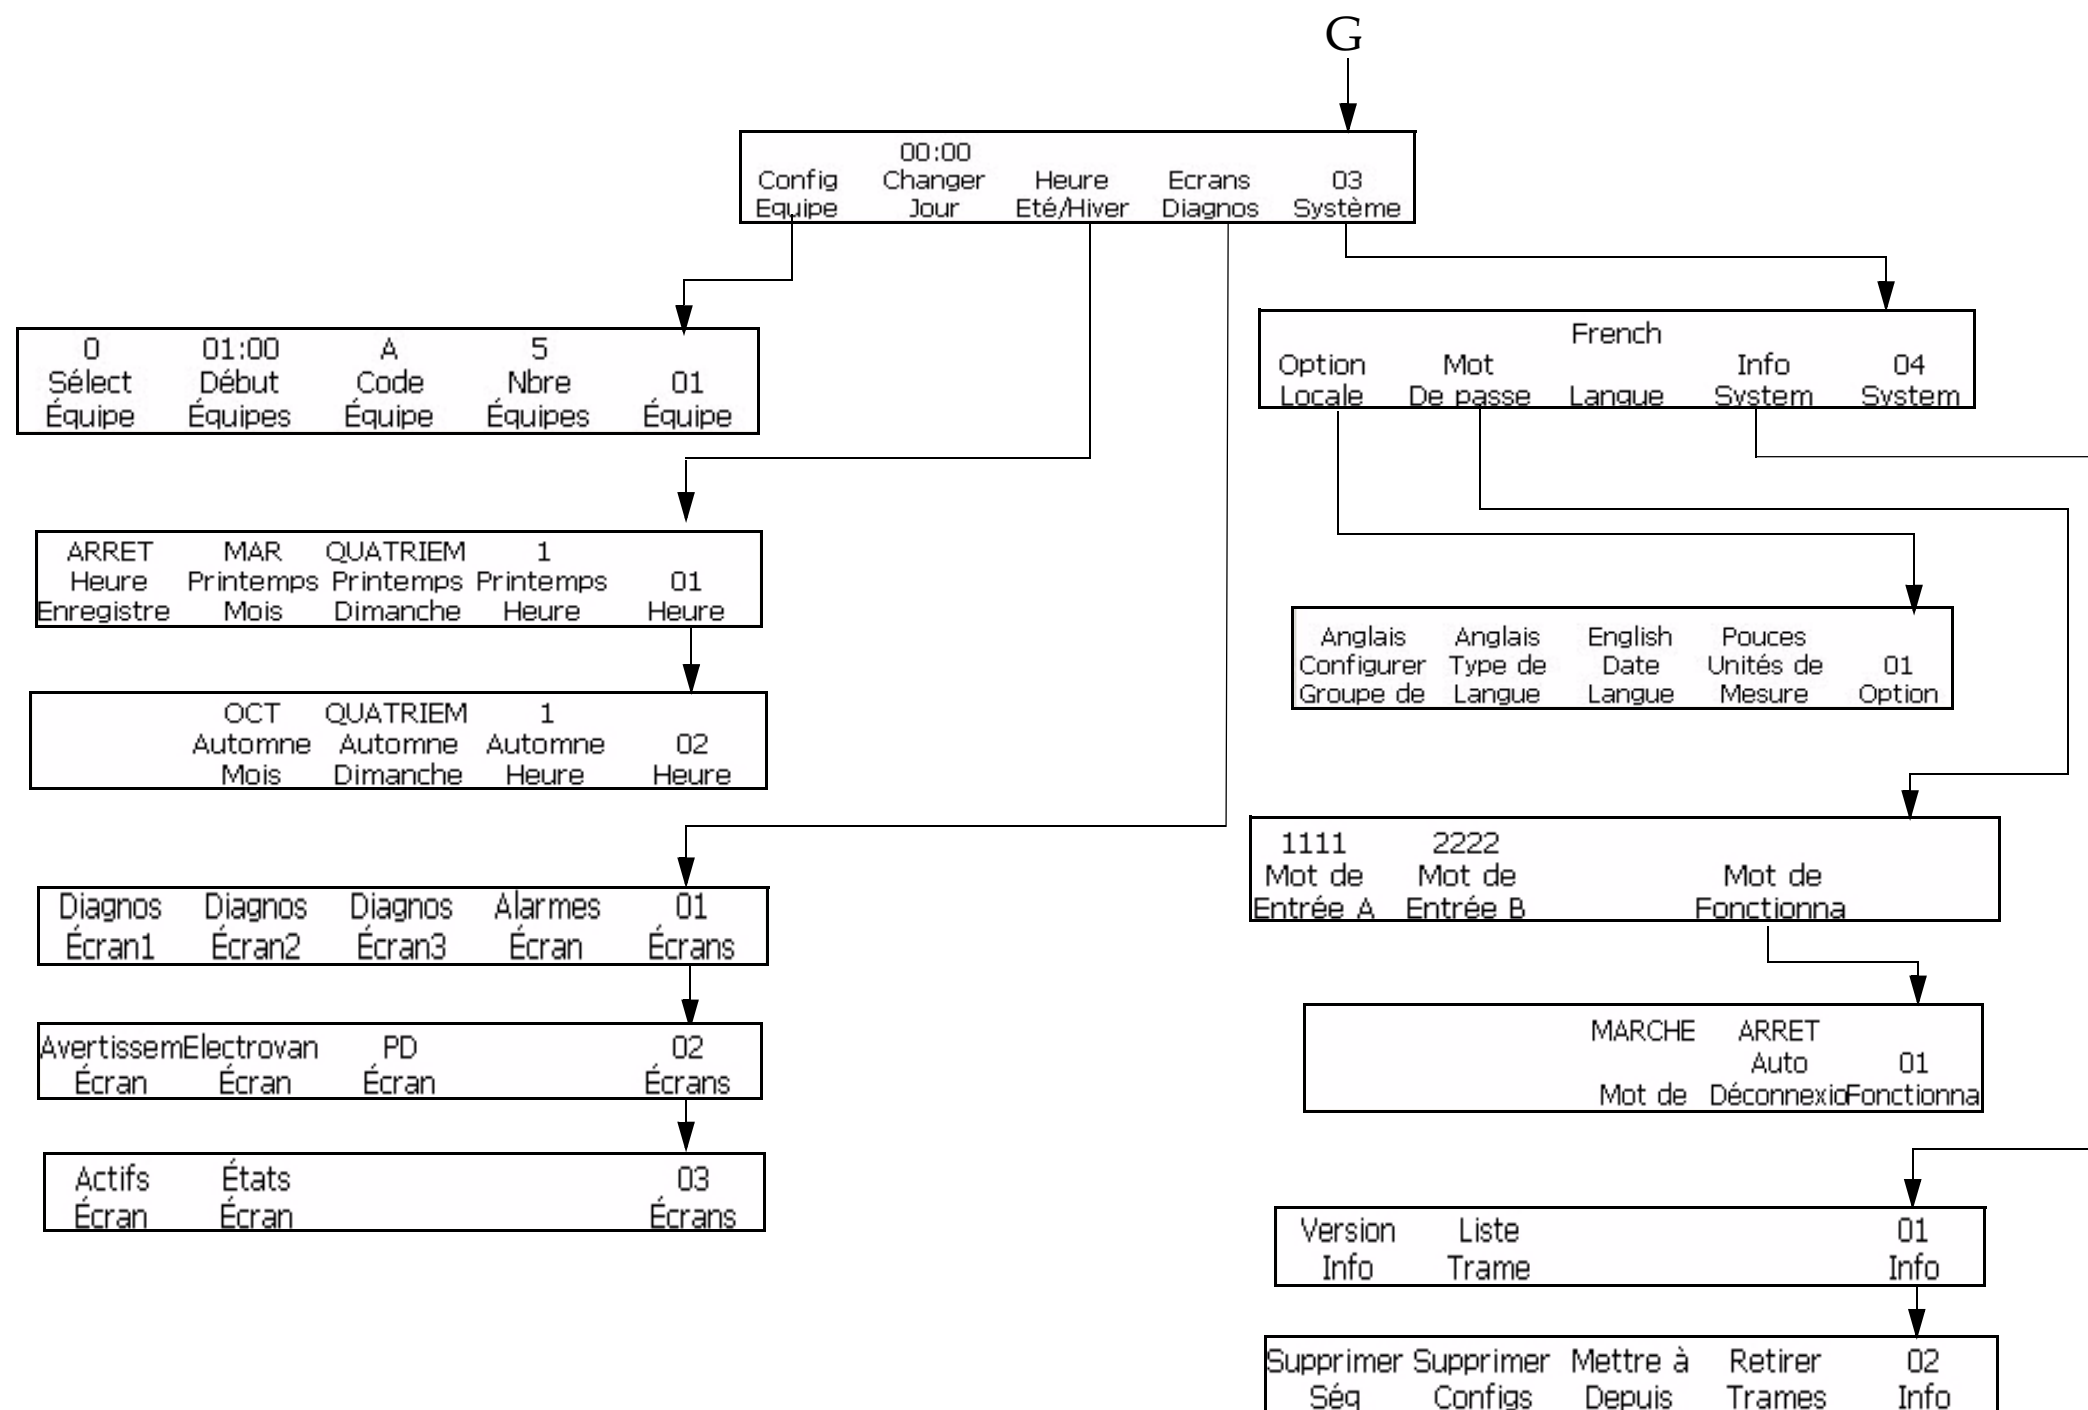 G
00:00
Config Changer Heure Ecrans 03
Equipe Jour Eté/Hiver Diagnos Système
0 01:00 A 5
Sélect Début Code Nbre 01
Équipe Équipes Équipe Équipes Équipe
ARRET MAR QUATRIEM 1
Heure Printemps Printemps Printemps 01
Enregistre Mois Dimanche Heure Heure
OCT QUATRIEM 1
Automne Automne Automne 02
Mois Dimanche Heure Heure
Diagnos Diagnos Diagnos Alarmes 01
Écran1 Écran2 Écran3 Écran Écrans
Avertissem Electrovan PD 02
Écran Écran Écran Écrans
Actifs États 03
Écran Écran Écrans
French
Option Mot Info 04
Locale De passe Langue System System
Anglais Anglais English Pouces
Configurer Type de Date Unités de 01
Groupe de Langue Langue Mesure Option
1111 2222
Mot de Mot de Mot de
Entrée A Entrée B Fonctionna
MARCHE ARRET
Auto 01
Mot de Déconnexio Fonctionna
Version Liste 01
Info Trame Info
Supprimer Supprimer Mettre à Retirer 02
Séq Configs Depuis Trames Info